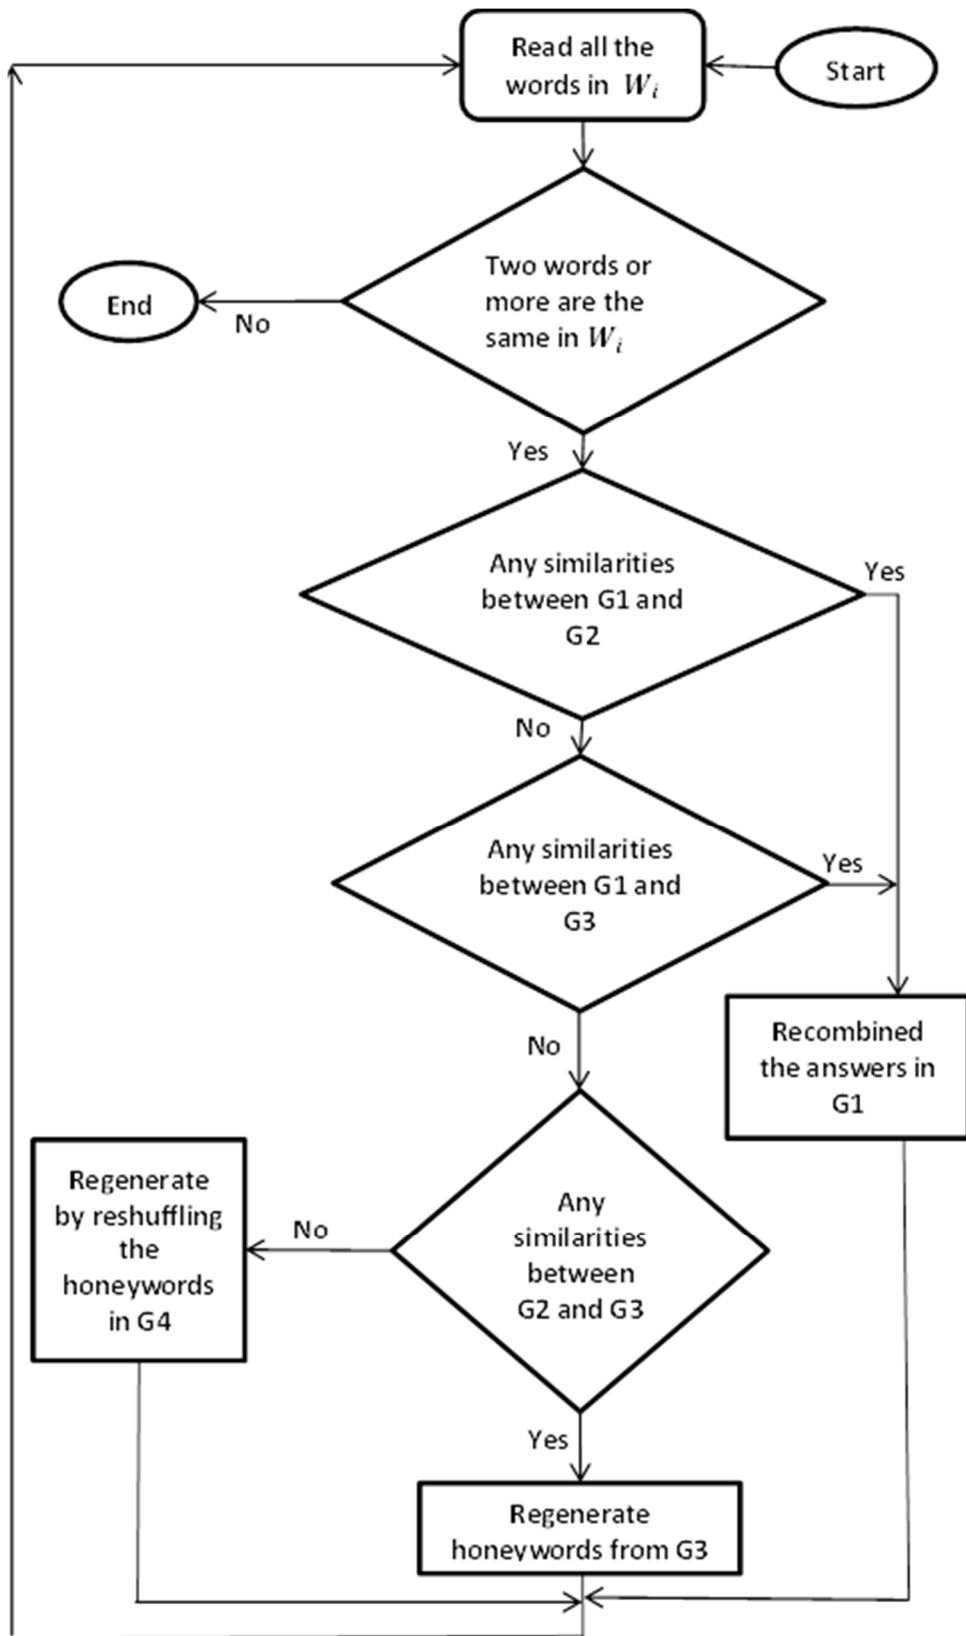 Read all the
words in Wi
Start
Two words or
more are the
same in Wi
End
No
Yes
Any similarities
between G1 and
G2
Yes
No
Any similarities
between G1 and
G3
Yes
No
Recombined
the answers in
G1
Any
similarities
between
G2 and G3
No
Regenerate
by reshuffling
the
honeywords
in G4
Yes
Regenerate
honeywords from G3